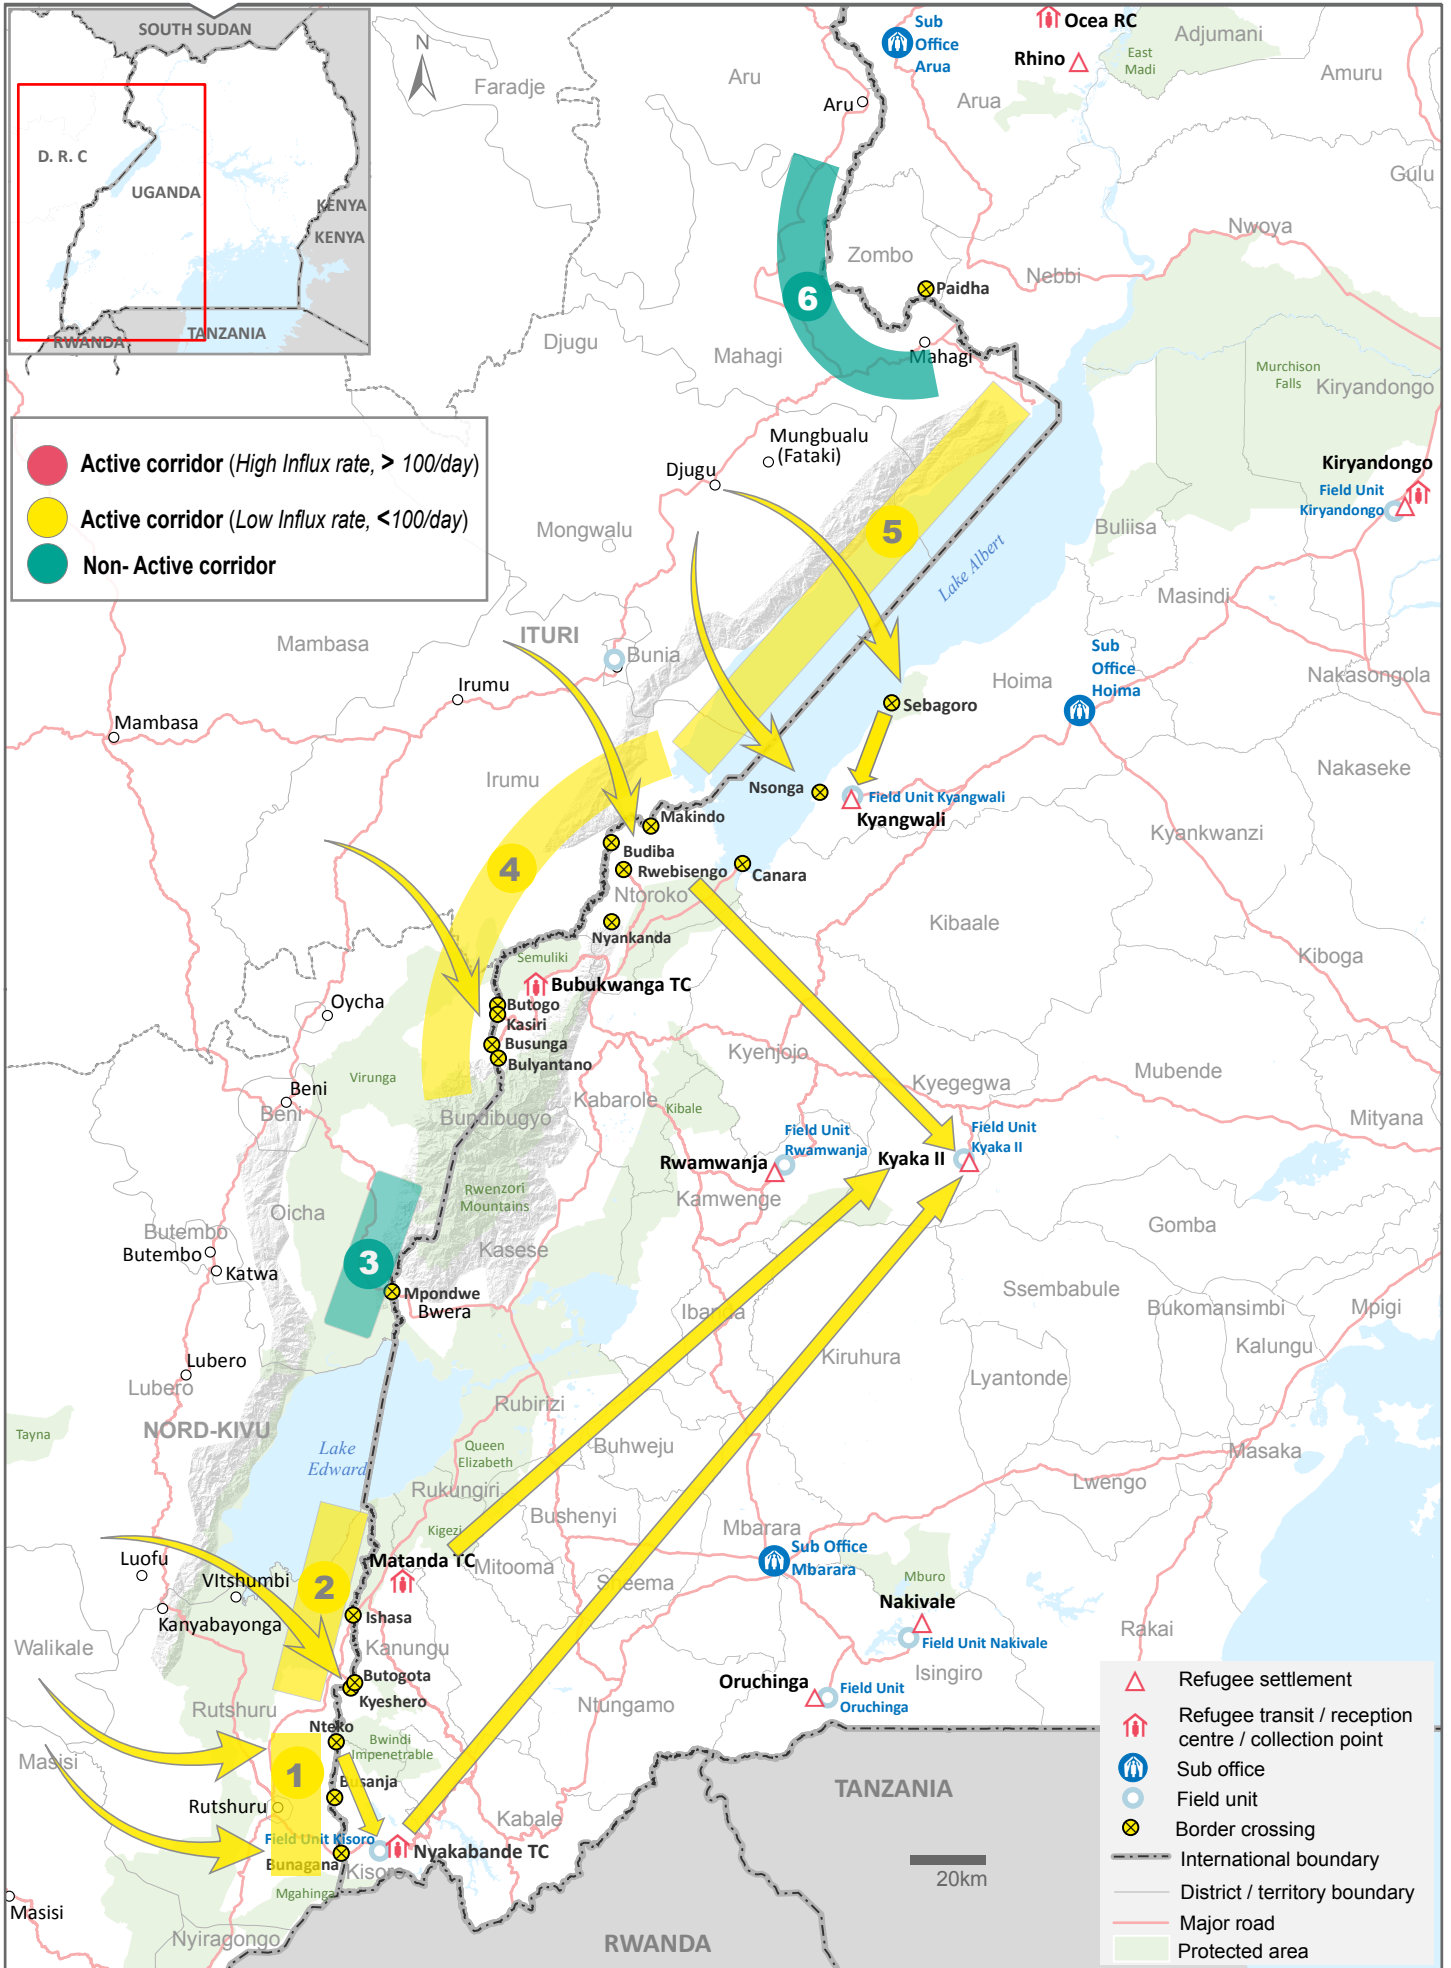 SOUTH SUDAN
D. R. C
UGANDA
KENYA
KENYA
TANZANIA
RWANDA
N
Faradje
Aru
Sub
Office
Arua
Ocea RC
Rhino
East
Madi
Adjumani
Amuru
Aru
Arua
Gulu
Nwoya
Zombo
Nebbi
Paidha
6
Djugu
Mahagi
Mahagi
Murchison
Falls
Kiryandongo
Active corridor (High Influx rate, > 100/day)
Active corridor (Low Influx rate, <100/day)
Non- Active corridor
Mungbualu
(Fataki)
Djugu
Kiryandongo
Field Unit
Kiryandongo
Mongwalu
5
Lake Albert
Buliisa
Masindi
Mambasa
ITURI
Bunia
Sub
Office
Hoima
Hoima
Nakasongola
Irumu
Sebagoro
Mambasa
Irumu
Nsonga
Field Unit Kyangwali
Kyangwali
Nakaseke
Makindo
Kyankwanzi
Budiba
Rwebisengo
Canara
4
Ntoroko
Kibaale
Nyankanda
Kiboga
Semuliki
Bubukwanga TC
Oycha
Butogo
Kasiri
Busunga
Bulyantano
Kyenjojo
Virunga
Kyegegwa
Mubende
Beni
Beni
Kabarole
Kibale
Bundibugyo
Mityana
Field Unit
Rwamwanja
Field Unit
Kyaka II
Rwamwanja
Kyaka II
Rwenzori
Mountains
Kamwenge
Oicha
Gomba
Butembo
Butembo
Katwa
3
Kasese
Mpondwe
Bwera
Ssembabule
Ibanda
Bukomansimbi
Mpigi
Kalungu
Lubero
Lubero
Kiruhura
Lyantonde
Rubirizi
NORD-KIVU
Tayna
Lake
Edward
Queen
Elizabeth
Buhweju
Masaka
Rukungiri
Lwengo
Bushenyi
Kigezi
Mbarara
Luofu
VItshumbi
Matanda TC
Mitooma
Sub Office
Mbarara
Sheema
Mburo
2
Kanyabayonga
Ishasa
Nakivale
Walikale
Kanungu
Field Unit Nakivale
Rakai
Butogota
Kyeshero
Oruchinga
Isingiro
Field Unit
Oruchinga
Rutshuru
Ntungamo
Nteko
Bwindi
Impenetrable
Masisi
1
Busanja
TANZANIA
Rutshuru
Kabale
Field Unit Kisoro
Nyakabande TC
Bunagana
Kisoro
Mgahinga
20km
Masisi
Nyiragongo
RWANDA
Refugee settlement
Refugee transit / reception
centre / collection point
Sub office
Field unit
Border crossing
International boundary
District / territory boundary
Major road
Protected area